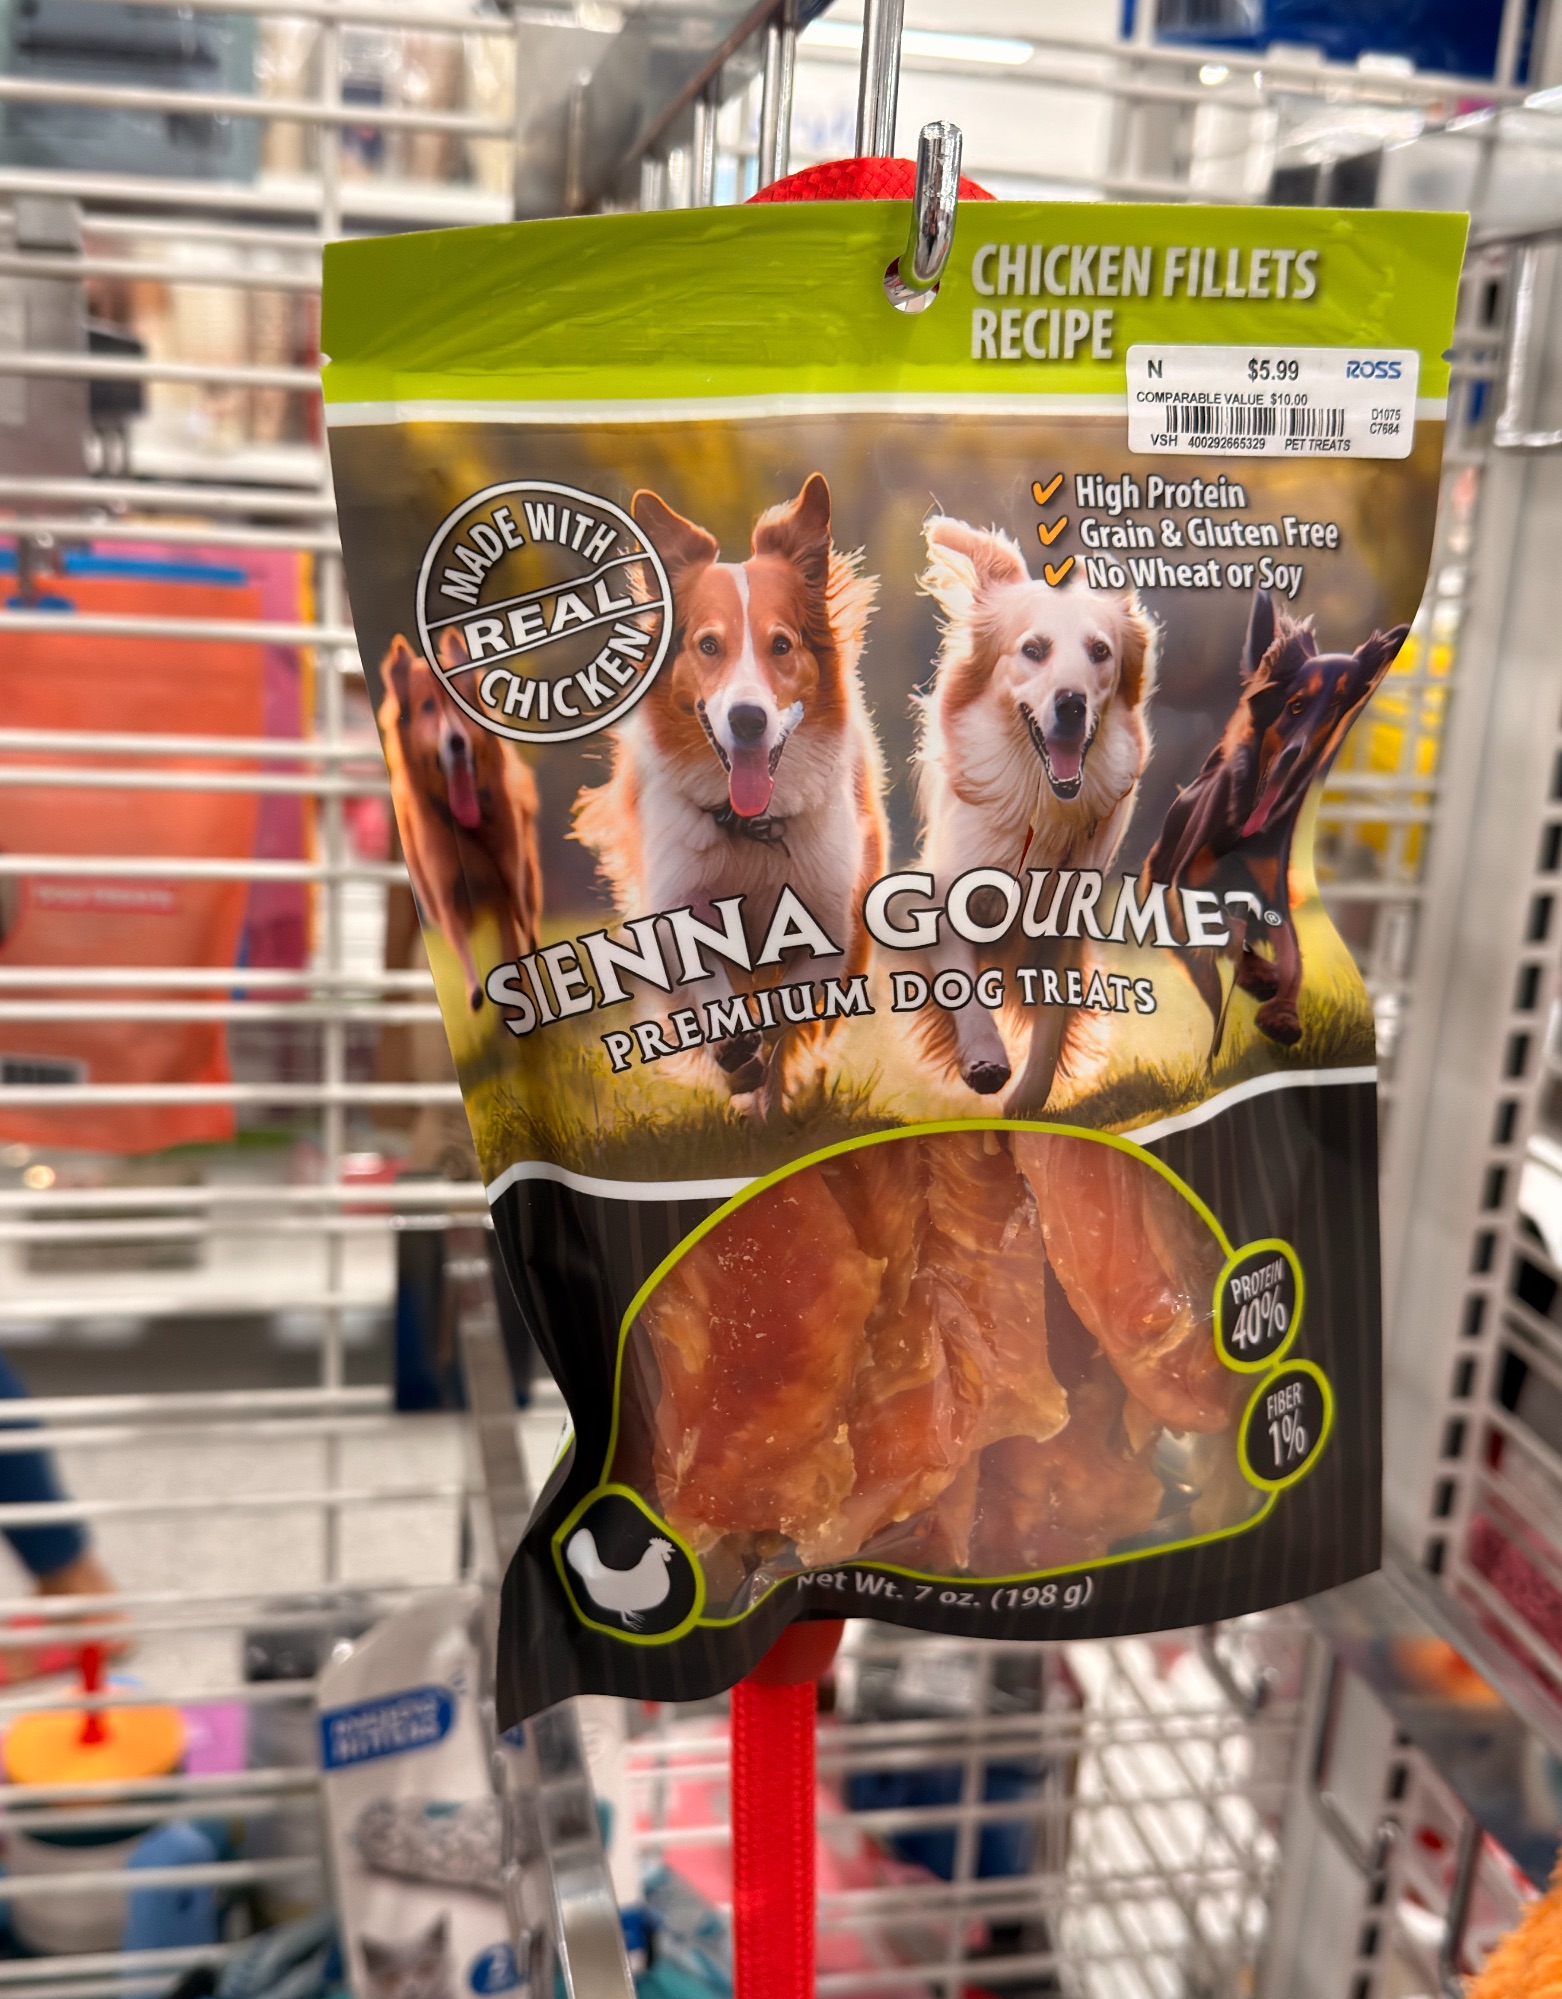 CHICKEN FILLETS
RECIPE
N $5.99 ROSS
COMPARABLE VALUE $10.00
D1075
C7684
VSH 400292665329 PET TREATS
MADE WITH
REAL
CHICKEN
✓ High Protein
✓ Grain & Gluten Free
✓ No Wheat or Soy
SIENNA GOURMET®
PREMIUM DOG TREATS
PROTEIN
40%
FIBER
1%
Net Wt. 7 oz. (198 g)